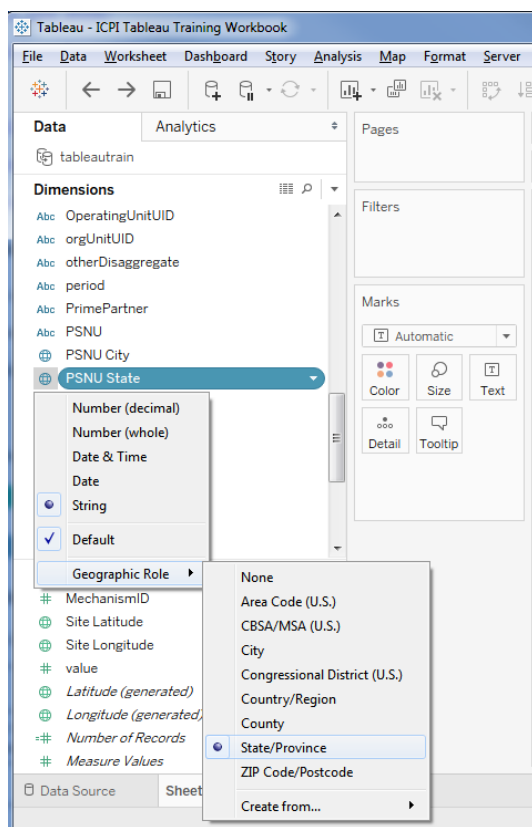 Tableau - ICPI Tableau Training Workbook
File Data Worksheet Dashboard Story Analysis Map Format Server
Data Analytics
tableautrain
Dimensions
Abc OperatingUnitUID
Abc orgUnitUID
Abc otherDisaggregate
Abc period
Abc PrimePartner
Abc PSNU
PSNU City
PSNU State
Number (decimal)
Number (whole)
Date & Time
Date
String
Default
Geographic Role
# MechanismID
Site Latitude
Site Longitude
# value
Latitude (generated)
Longitude (generated)
=# Number of Records
# Measure Values
Data Source
Sheet
None
Area Code (U.S.)
CBSA/MSA (U.S.)
City
Congressional District (U.S.)
Country/Region
County
State/Province
ZIP Code/Postcode
Create from...
Pages
Filters
Marks
T Automatic
Color Size Text
Detail Tooltip